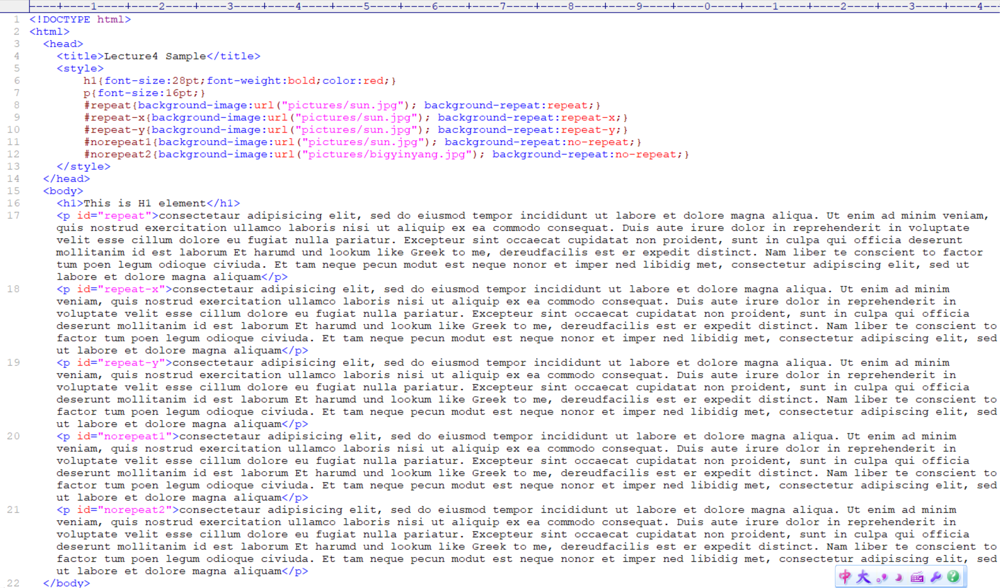 ----+----1----+----2----+----3----+----4----+----5----+----6----+----7----+----8----+----9----+----0----+----1----+----2----+----3----+----4--
1 <!DOCTYPE html>
2 <html>
3 <head>
4 <title>Lecture4 Sample</title>
5 <style>
6 h1{font-size:28pt;font-weight:bold;color:red;}
7 p{font-size:16pt;}
8 #repeat{background-image:url("pictures/sun.jpg"); background-repeat:repeat;}
9 #repeat-x{background-image:url("pictures/sun.jpg"); background-repeat:repeat-x;}
10 #repeat-y{background-image:url("pictures/sun.jpg"); background-repeat:repeat-y;}
11 #norepeat1{background-image:url("pictures/sun.jpg"); background-repeat:no-repeat;}
12 #norepeat2{background-image:url("pictures/bigyinyang.jpg"); background-repeat:no-repeat;}
13 </style>
14 </head>
15 <body>
16 <h1>This is H1 element</h1>
17 <p id="repeat">consectetaur adipisicing elit, sed do eiusmod tempor incididunt ut labore et dolore magna aliqua. Ut enim ad minim veniam,
quis nostrud exercitation ullamco laboris nisi ut aliquip ex ea commodo consequat. Duis aute irure dolor in reprehenderit in voluptate
velit esse cillum dolore eu fugiat nulla pariatur. Excepteur sint occaecat cupidatat non proident, sunt in culpa qui officia deserunt
mollitanim id est laborum Et harumd und lookum like Greek to me, dereudfacilis est er expedit distinct. Nam liber te conscient to factor
tum poen legum odioque civiuda. Et tam neque pecun modut est neque nonor et imper ned libidig met, consectetur adipiscing elit, sed ut
labore et dolore magna aliquam</p>
18 <p id="repeat-x">consectetaur adipisicing elit, sed do eiusmod tempor incididunt ut labore et dolore magna aliqua. Ut enim ad minim
veniam, quis nostrud exercitation ullamco laboris nisi ut aliquip ex ea commodo consequat. Duis aute irure dolor in reprehenderit in
voluptate velit esse cillum dolore eu fugiat nulla pariatur. Excepteur sint occaecat cupidatat non proident, sunt in culpa qui officia
deserunt mollitanim id est laborum Et harumd und lookum like Greek to me, dereudfacilis est er expedit distinct. Nam liber te conscient to
factor tum poen legum odioque civiuda. Et tam neque pecun modut est neque nonor et imper ned libidig met, consectetur adipiscing elit, sed
ut labore et dolore magna aliquam</p>
19 <p id="repeat-y">consectetaur adipisicing elit, sed do eiusmod tempor incididunt ut labore et dolore magna aliqua. Ut enim ad minim
veniam, quis nostrud exercitation ullamco laboris nisi ut aliquip ex ea commodo consequat. Duis aute irure dolor in reprehenderit in
voluptate velit esse cillum dolore eu fugiat nulla pariatur. Excepteur sint occaecat cupidatat non proident, sunt in culpa qui officia
deserunt mollitanim id est laborum Et harumd und lookum like Greek to me, dereudfacilis est er expedit distinct. Nam liber te conscient to
factor tum poen legum odioque civiuda. Et tam neque pecun modut est neque nonor et imper ned libidig met, consectetur adipiscing elit, sed
ut labore et dolore magna aliquam</p>
20 <p id="norepeat1">consectetaur adipisicing elit, sed do eiusmod tempor incididunt ut labore et dolore magna aliqua. Ut enim ad minim
veniam, quis nostrud exercitation ullamco laboris nisi ut aliquip ex ea commodo consequat. Duis aute irure dolor in reprehenderit in
voluptate velit esse cillum dolore eu fugiat nulla pariatur. Excepteur sint occaecat cupidatat non proident, sunt in culpa qui officia
deserunt mollitanim id est laborum Et harumd und lookum like Greek to me, dereudfacilis est er expedit distinct. Nam liber te conscient to
factor tum poen legum odioque civiuda. Et tam neque pecun modut est neque nonor et imper ned libidig met, consectetur adipiscing elit, sed
ut labore et dolore magna aliquam</p>
21 <p id="norepeat2">consectetaur adipisicing elit, sed do eiusmod tempor incididunt ut labore et dolore magna aliqua. Ut enim ad minim
veniam, quis nostrud exercitation ullamco laboris nisi ut aliquip ex ea commodo consequat. Duis aute irure dolor in reprehenderit in
voluptate velit esse cillum dolore eu fugiat nulla pariatur. Excepteur sint occaecat cupidatat non proident, sunt in culpa qui officia
deserunt mollitanim id est laborum Et harumd und lookum like Greek to me, dereudfacilis est er expedit distinct. Nam liber te conscient to
factor tum poen legum odioque civiuda. Et tam neque pecun modut est neque nonor et imper ned libidig met, consectetur adipiscing elit, sed
ut labore et dolore magna aliquam</p>
22 </body>
中 大 ?